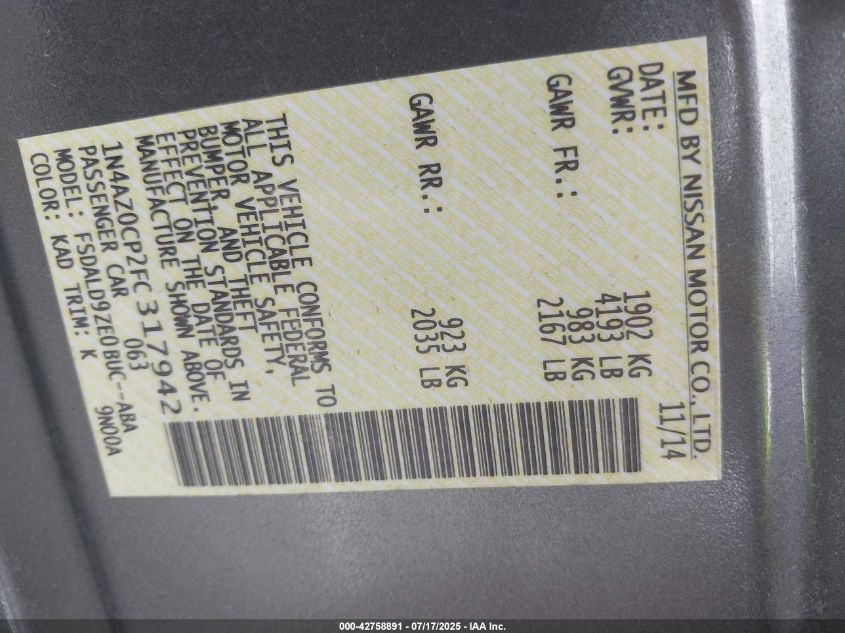 MFD BY NISSAN MOTOR CO., LTD.
DATE: 11/14
GVWR: 1902 KG
4193 LB
GAWR FR.: 983 KG
2167 LB
GAWR RR.: 923 KG
2035 LB
THIS VEHICLE CONFORMS TO
ALL APPLICABLE FEDERAL
MOTOR VEHICLE SAFETY,
BUMPER, AND THEFT
PREVENTION STANDARDS IN
EFFECT ON THE DATE OF
MANUFACTURE SHOWN ABOVE.
1N4AZ0CP2FC317942
PASSENGER CAR 063
MODEL: FSDALD9ZE0BUC--ABA
COLOR: KAD TRIM: K 9N00A
000-42758891 - 07/17/2025 - IAA Inc.